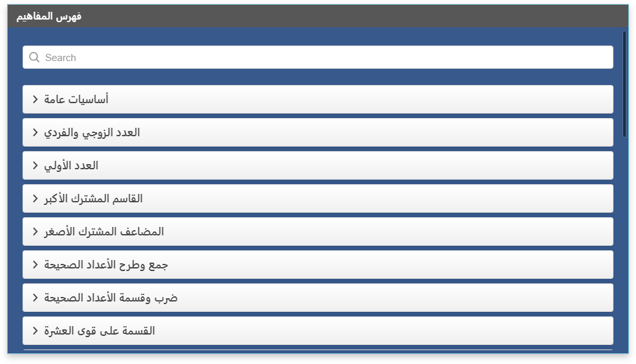 فهرس المفاهيم
Search
أساسيات عامة
العدد الزوجي والفردي
العدد الأولي
القاسم المشترك الأكبر
المضاعف المشترك الأصغر
جمع وطرح الأعداد الصحيحة
ضرب وقسمة الأعداد الصحيحة
القسمة على قوى العشرة